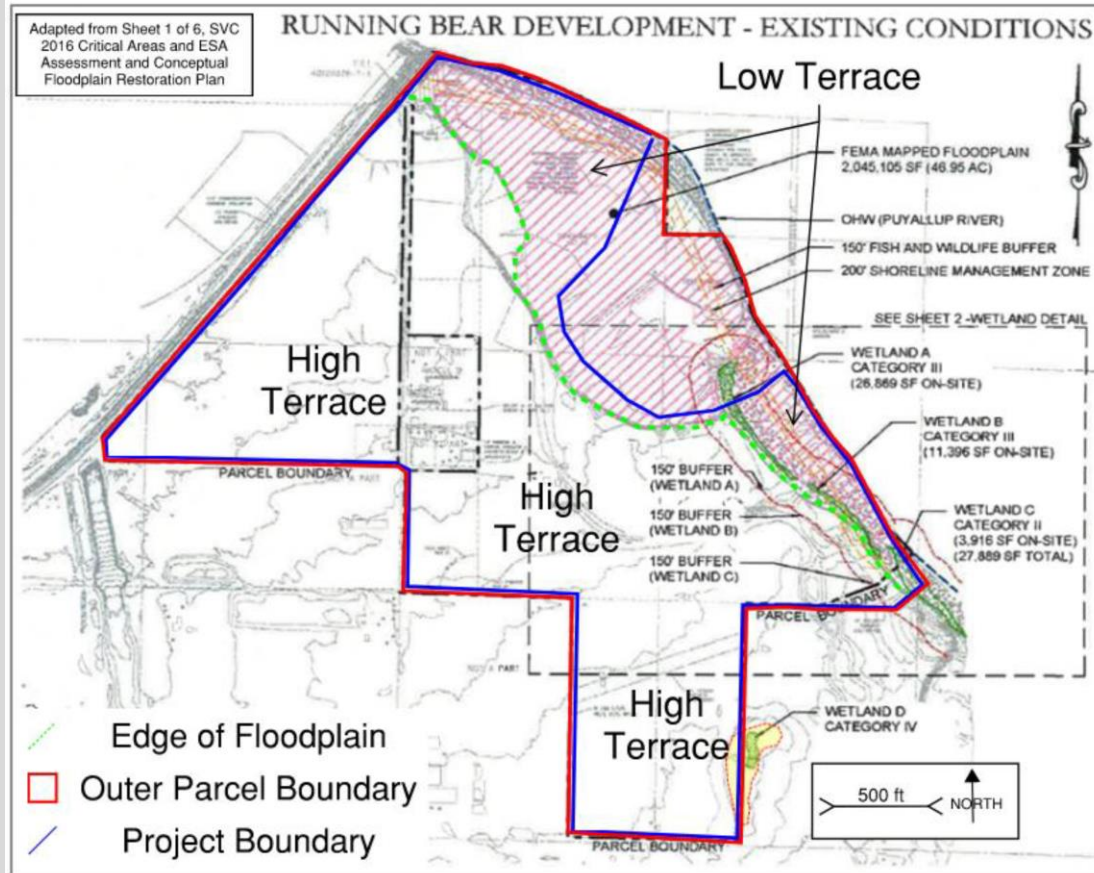 Adapted from Sheet 1 of 6, SVC
2016 Critical Areas and ESA
Assessment and Conceptual
Floodplain Restoration Plan
RUNNING BEAR DEVELOPMENT - EXISTING CONDITIONS
Low Terrace
FEMA MAPPED FLOODPLAIN
2,045,105 SF (46.95 AC)
OHW (PUYALLUP RIVER)
150' FISH AND WILDLIFE BUFFER
200' SHORELINE MANAGEMENT ZONE
SEE SHEET 2 -WETLAND DETAIL
WETLAND A
CATEGORY III
(26,869 SF ON-SITE)
WETLAND B
CATEGORY III
(11,396 SF ON-SITE)
WETLAND C
CATEGORY II
(3,916 SF ON-SITE)
(27,889 SF TOTAL)
High
Terrace
PARCEL BOUNDARY
High
Terrace
150' BUFFER
(WETLAND A)
150' BUFFER
(WETLAND B)
150' BUFFER
(WETLAND C)
PARCEL BOUNDARY
NOT A PART
High
Terrace
WETLAND D
CATEGORY IV
PARCEL BOUNDARY
Edge of Floodplain
Outer Parcel Boundary
Project Boundary
500 ft
NORTH